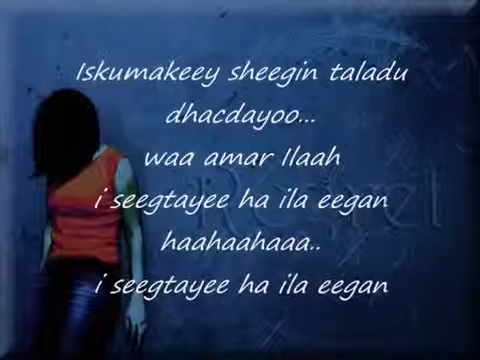 Iskumakeey sheegin taladu
dhacdayoo...
waa amar Ilaah
i seegtayee ha ila eegan
haahaahaaa..
i seegtayee ha ila eegan